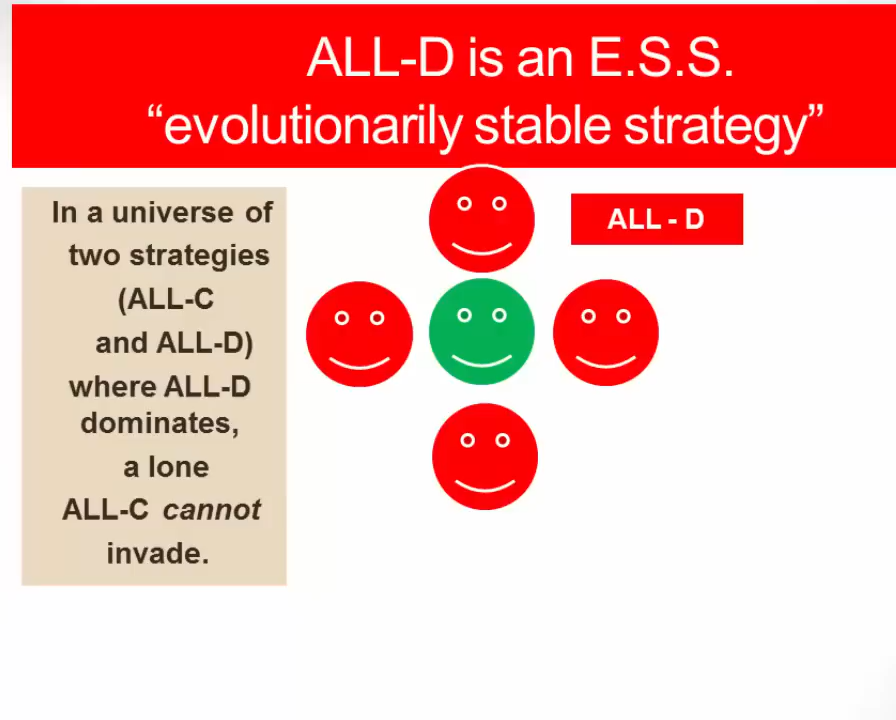 ALL-D is an E.S.S.
“evolutionarily stable strategy”
In a universe of
two strategies
(ALL-C
and ALL-D)
where ALL-D
dominates,
a lone
ALL-C cannot
invade.
ALL - D